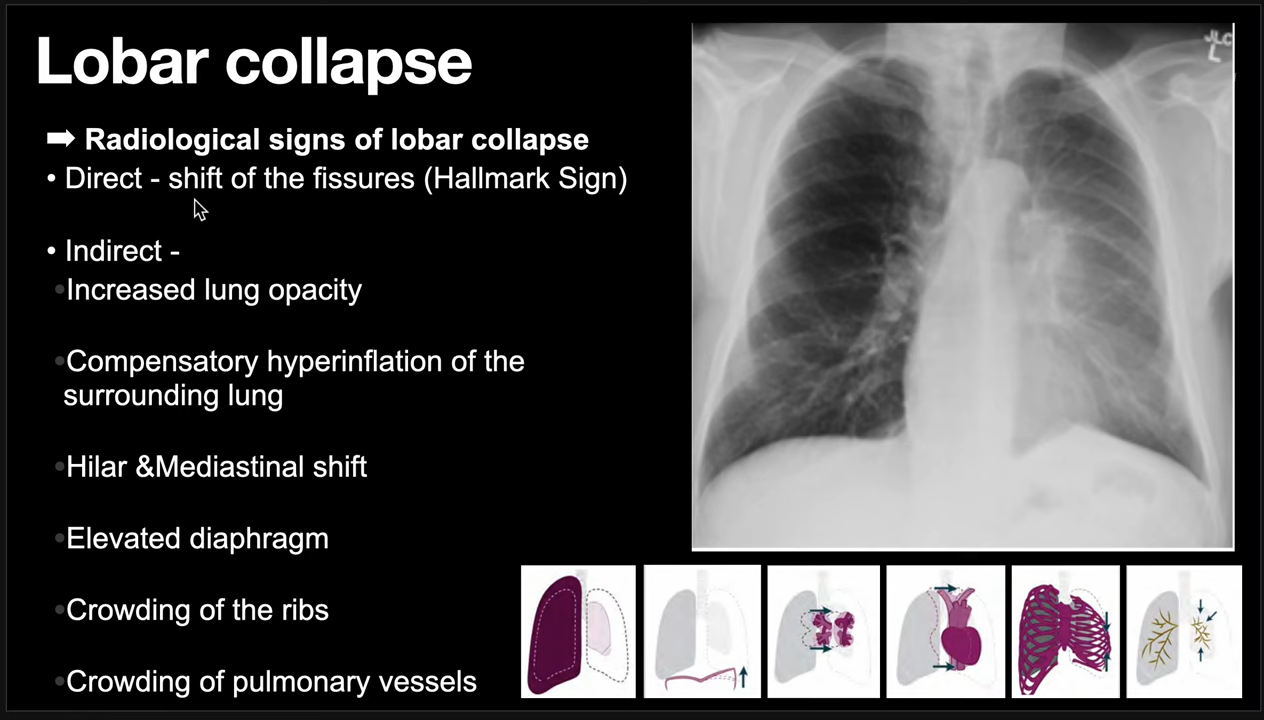 Lobar collapse
➡ Radiological signs of lobar collapse
• Direct - shift of the fissures (Hallmark Sign)
• Indirect -
•Increased lung opacity
•Compensatory hyperinflation of the
surrounding lung
•Hilar &Mediastinal shift
•Elevated diaphragm
•Crowding of the ribs
•Crowding of pulmonary vessels
JLC
L